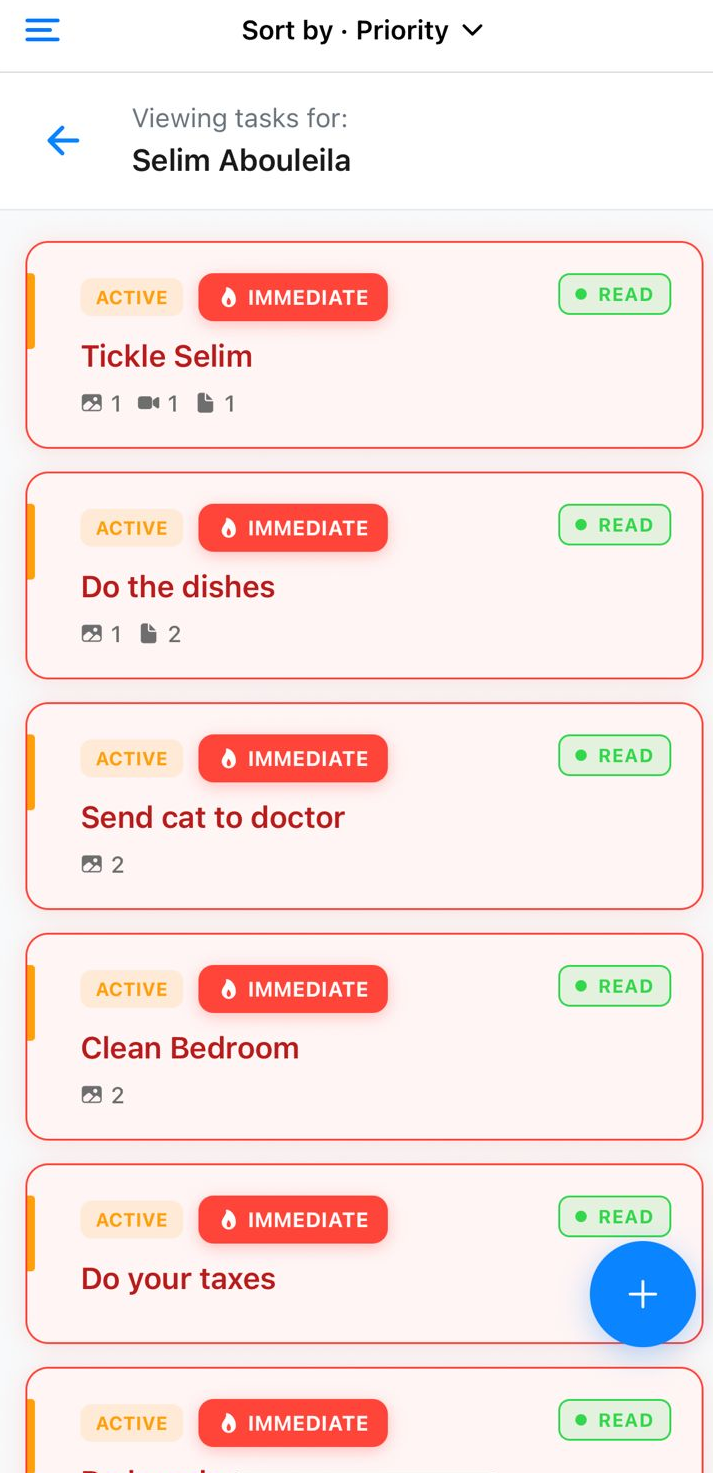 Sort by · Priority
Viewing tasks for:
Selim Abouleila
ACTIVE IMMEDIATE READ
Tickle Selim
1 1 1
ACTIVE IMMEDIATE READ
Do the dishes
1 2
ACTIVE IMMEDIATE READ
Send cat to doctor
2
ACTIVE IMMEDIATE READ
Clean Bedroom
2
ACTIVE IMMEDIATE READ
Do your taxes
ACTIVE IMMEDIATE READ